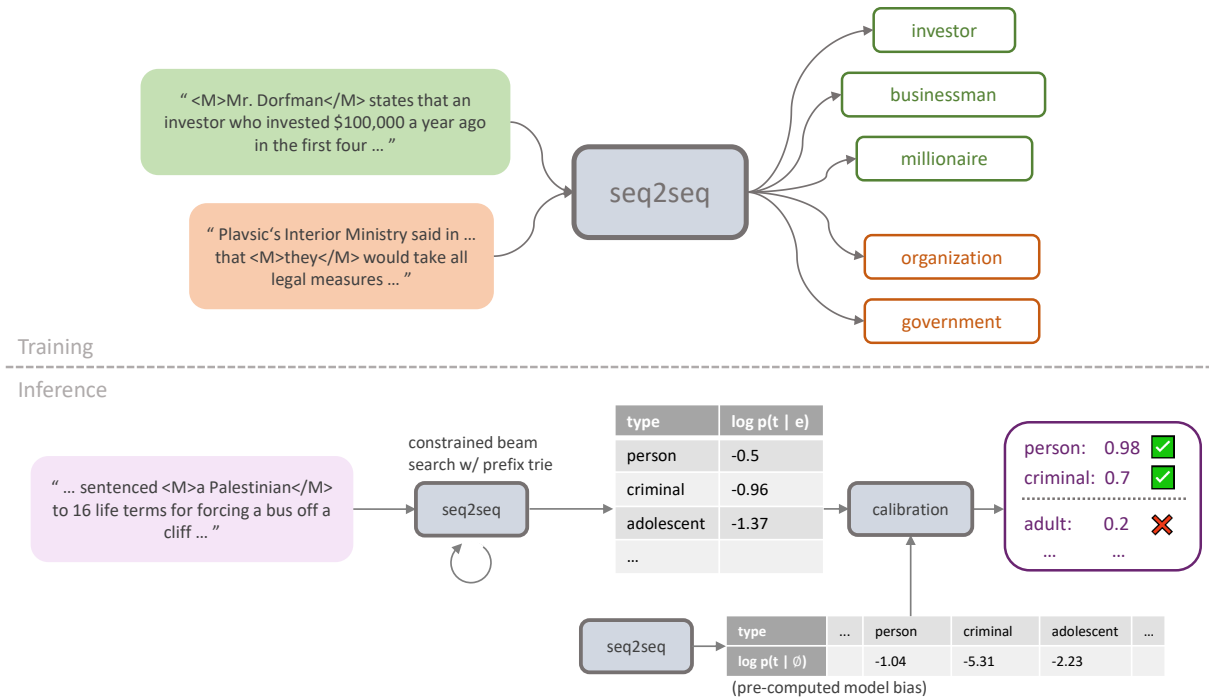 “ <M>Mr. Dorfman</M> states that an
investor who invested $100,000 a year ago
in the first four … ”
“ Plavsic‘s Interior Ministry said in …
that <M>they</M> would take all
legal measures … ”
seq2seq
investor
businessman
millionaire
organization
government
Training
Inference
“ … sentenced <M>a Palestinian</M>
to 16 life terms for forcing a bus off a
cliff … ”
constrained beam
search w/ prefix trie
seq2seq
type log p(t | e)
person -0.5
criminal -0.96
adolescent -1.37
…
calibration
person: 0.98
criminal: 0.7
adult: 0.2
… …
seq2seq
type … person criminal adolescent …
log p(t | ∅) -1.04 -5.31 -2.23
(pre-computed model bias)